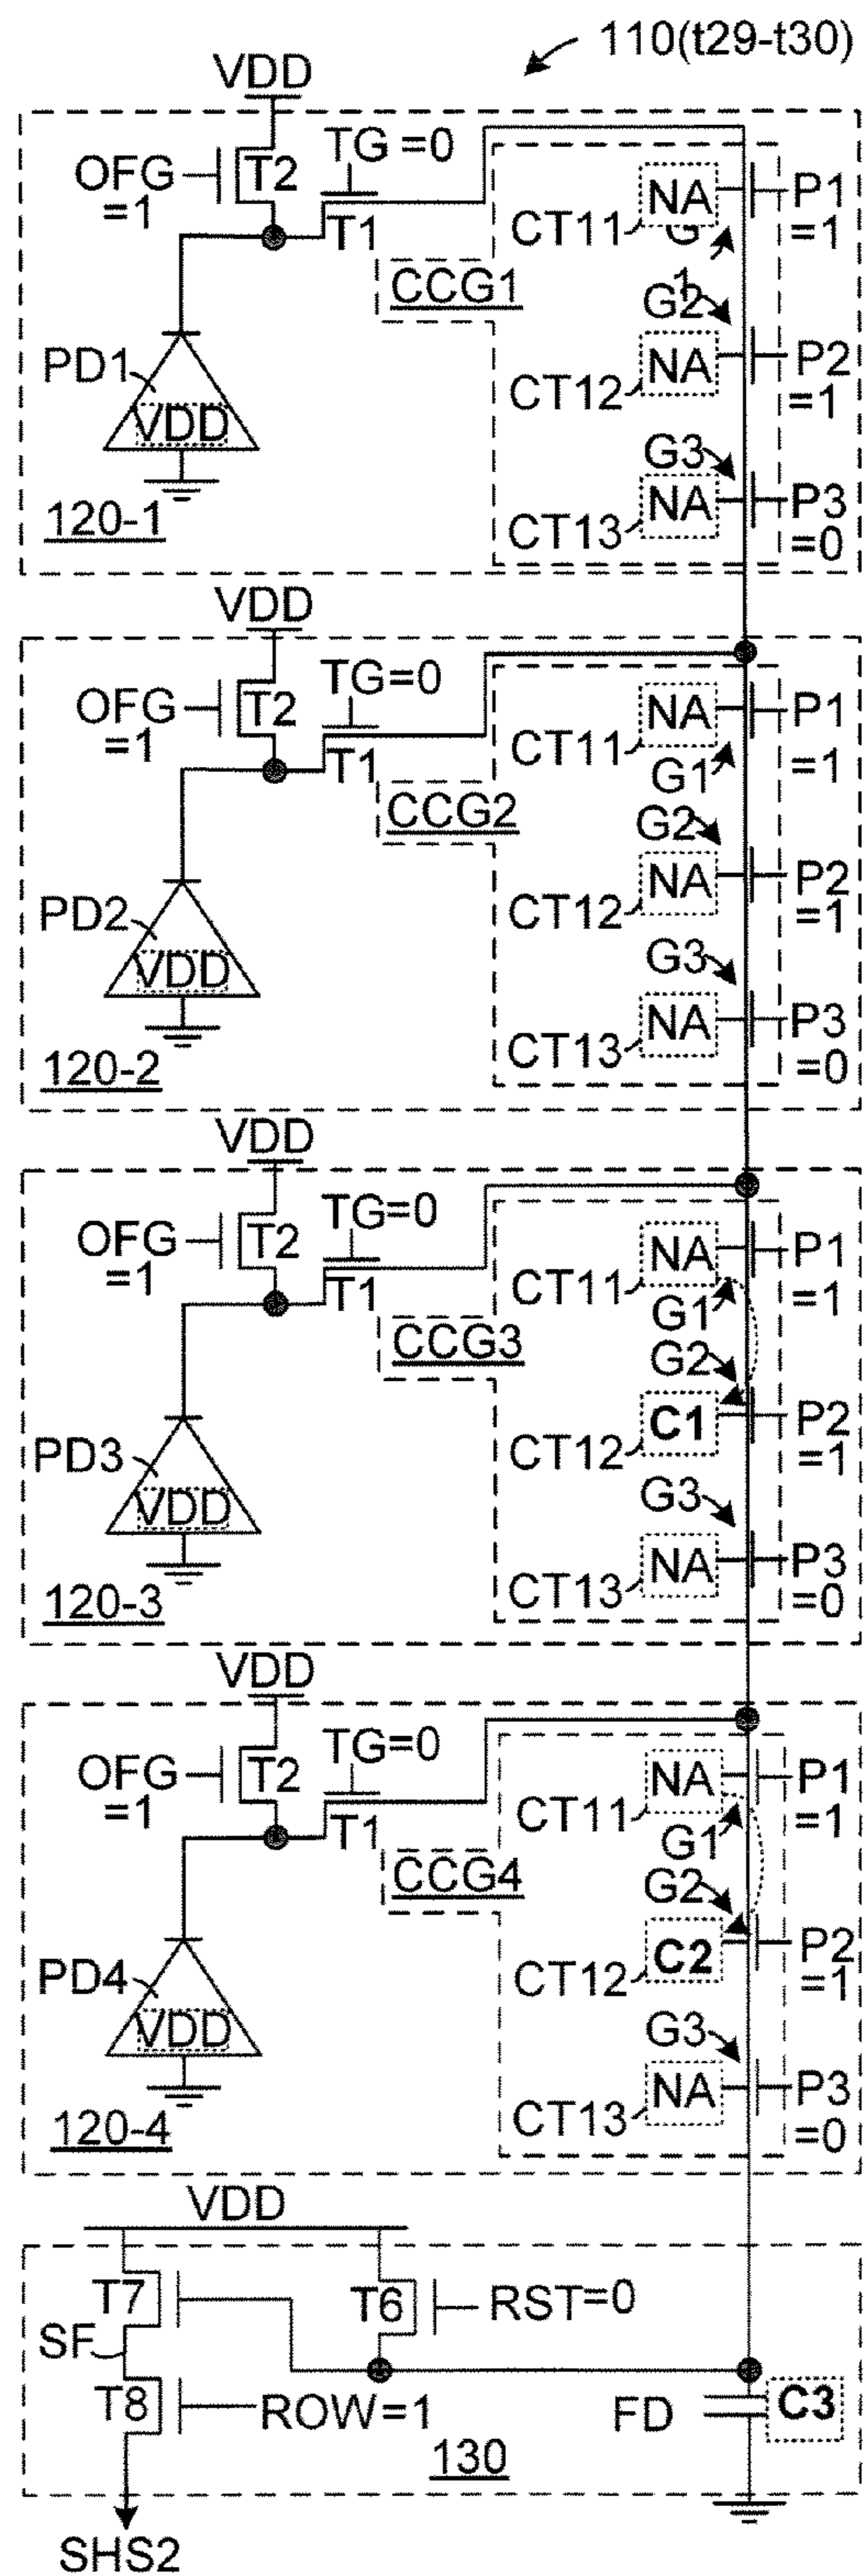 110(t29-t30)
VDD
OFG
=1
T2
TG =0
T1
CCG1
CT11
NA
G
1
P1
=1
G2
CT12
NA
P2
=1
G3
CT13
NA
P3
=0
PD1
VDD
120-1
VDD
OFG
=1
T2
TG=0
T1
CCG2
CT11
NA
G1
P1
=1
G2
CT12
NA
P2
=1
G3
CT13
NA
P3
=0
PD2
VDD
120-2
VDD
OFG
=1
T2
TG=0
T1
CCG3
CT11
NA
G1
P1
=1
G2
CT12
C1
P2
=1
G3
CT13
NA
P3
=0
PD3
VDD
120-3
VDD
OFG
=1
T2
TG=0
T1
CCG4
CT11
NA
G1
P1
=1
G2
CT12
C2
P2
=1
G3
CT13
NA
P3
=0
PD4
VDD
120-4
VDD
T7
T6
RST=0
SF
T8
ROW=1
FD
C3
130
SHS2